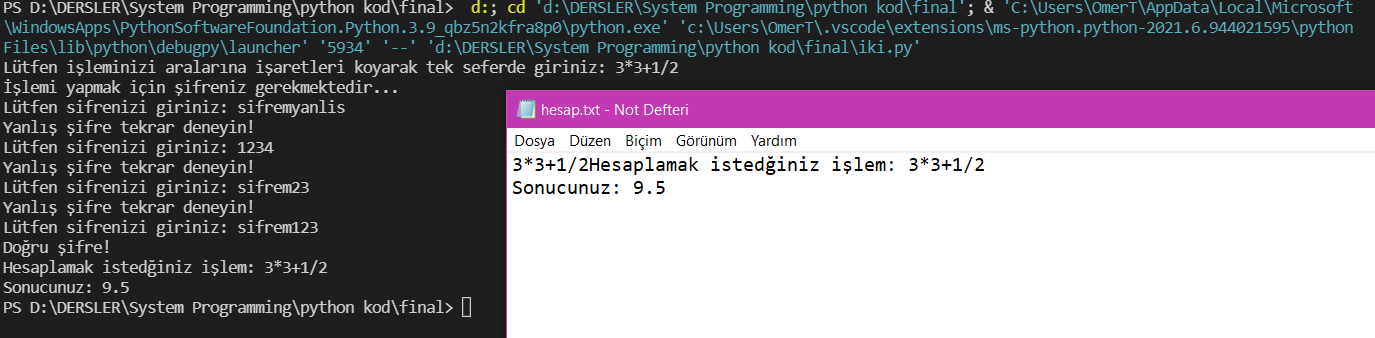 PS D:\DERSLER\System Programming\python kod\final>  d:; cd 'd:\DERSLER\System Programming\python kod\final'; & 'C:\Users\OmerT\AppData\Local\Microsoft
\WindowsApps\PythonSoftwareFoundation.Python.3.9_qbz5n2kfra8p0\python.exe' 'c:\Users\OmerT\.vscode\extensions\ms-python.python-2021.6.944021595\python
Files\lib\python\debugpy\launcher' '5934' '--' 'd:\DERSLER\System Programming\python kod\final\iki.py'
Lütfen işleminizi aralarına işaretleri koyarak tek seferde giriniz: 3*3+1/2
İşlemi yapmak için şifreniz gerekmektedir...
Lütfen sifrenizi giriniz: sifremyanlis
Yanlış şifre tekrar deneyin!
Lütfen sifrenizi giriniz: 1234
Yanlış şifre tekrar deneyin!
Lütfen sifrenizi giriniz: sifrem23
Yanlış şifre tekrar deneyin!
Lütfen sifrenizi giriniz: sifrem123
Doğru şifre!
Hesaplamak istedğiniz işlem: 3*3+1/2
Sonucunuz: 9.5
PS D:\DERSLER\System Programming\python kod\final>
hesap.txt - Not Defteri
Dosya Düzen Biçim Görünüm Yardım
3*3+1/2Hesaplamak istedğiniz işlem: 3*3+1/2
Sonucunuz: 9.5